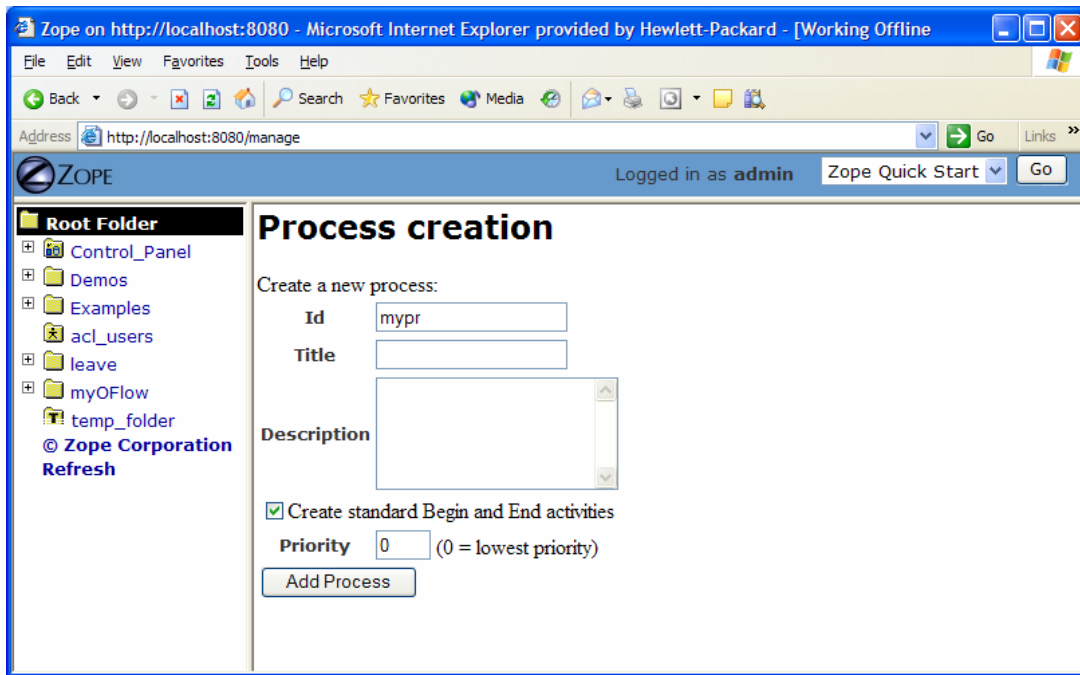 Zope on http://localhost:8080 - Microsoft Internet Explorer provided by Hewlett-Packard - [Working Offline
File Edit View Favorites Tools Help
Back Search Favorites Media
Address http://localhost:8080/manage Go Links »
ZOPE Logged in as admin Zope Quick Start Go
Root Folder
Control_Panel
Demos
Examples
acl_users
leave
myOFlow
temp_folder
© Zope Corporation
Refresh
Process creation
Create a new process:
Id mypr
Title
Description
Create standard Begin and End activities
Priority 0 (0 = lowest priority)
Add Process